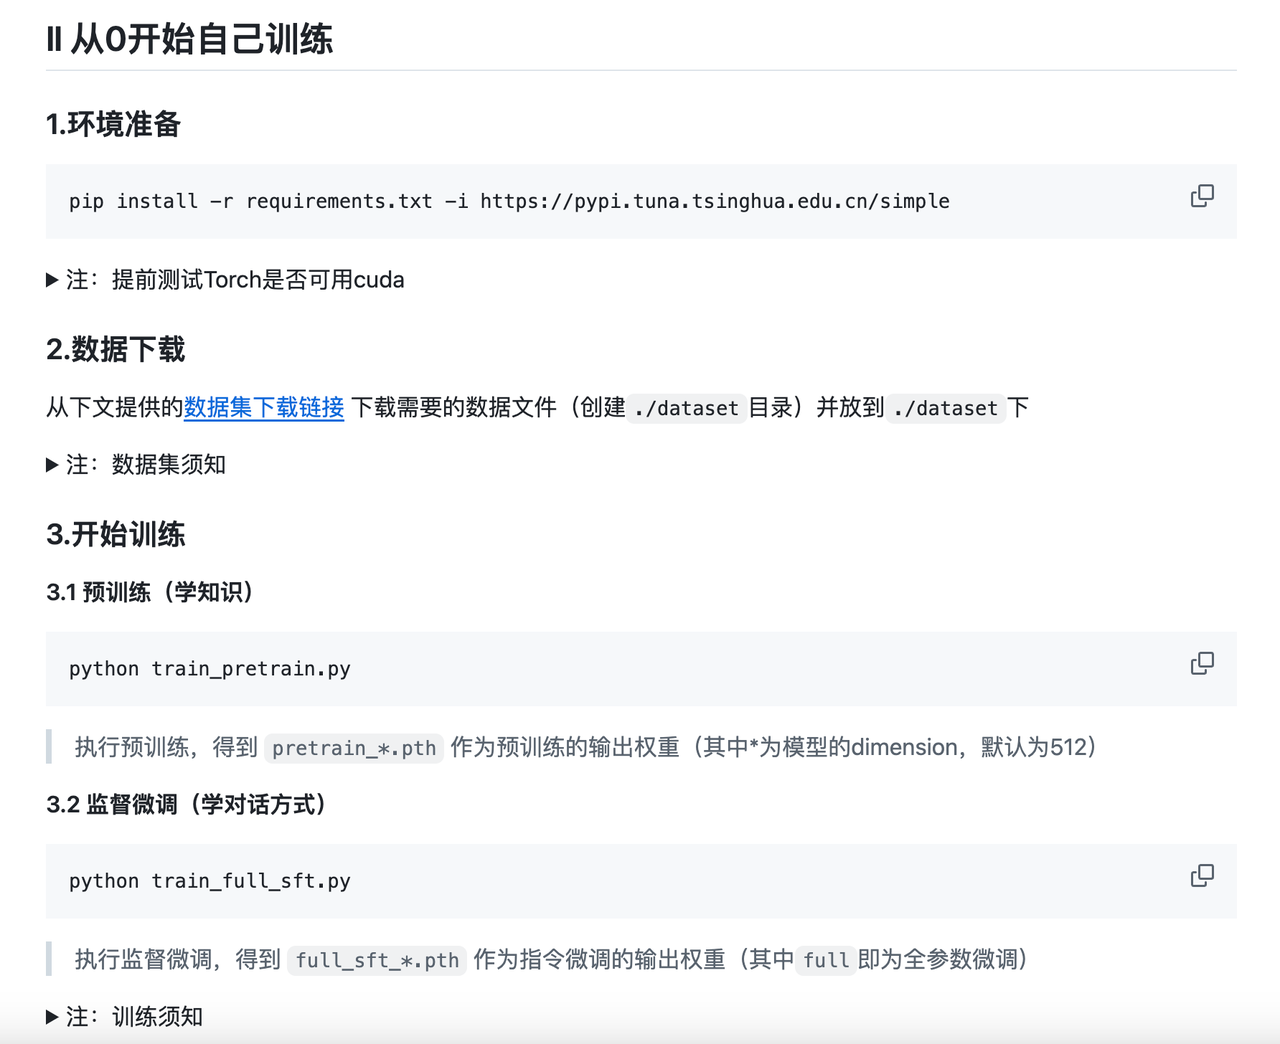 II 从0开始自己训练
1.环境准备
pip install -r requirements.txt -i https://pypi.tuna.tsinghua.edu.cn/simple
注：提前测试Torch是否可用cuda
2.数据下载
从下文提供的数据集下载链接 下载需要的数据文件（创建 ./dataset 目录）并放到 ./dataset 下
注：数据集须知
3.开始训练
3.1 预训练（学知识）
python train_pretrain.py
执行预训练，得到 pretrain_*.pth 作为预训练的输出权重（其中*为模型的dimension，默认为512）
3.2 监督微调（学对话方式）
python train_full_sft.py
执行监督微调，得到 full_sft_*.pth 作为指令微调的输出权重（其中 full 即为全参数微调）
注：训练须知